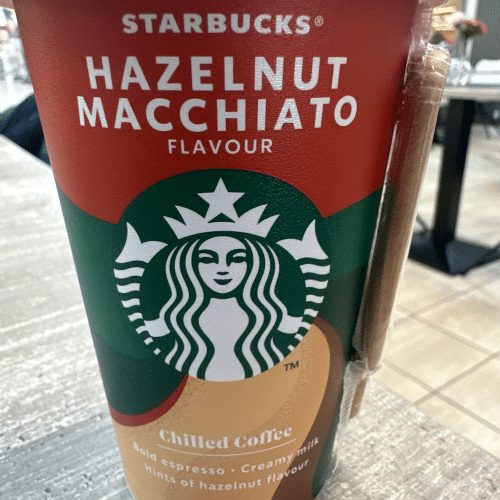 STARBUCKS®
HAZELNUT
MACCHIATO
FLAVOUR
TM
Chilled Coffee
Bold espresso · Creamy milk
Hints of hazelnut flavour